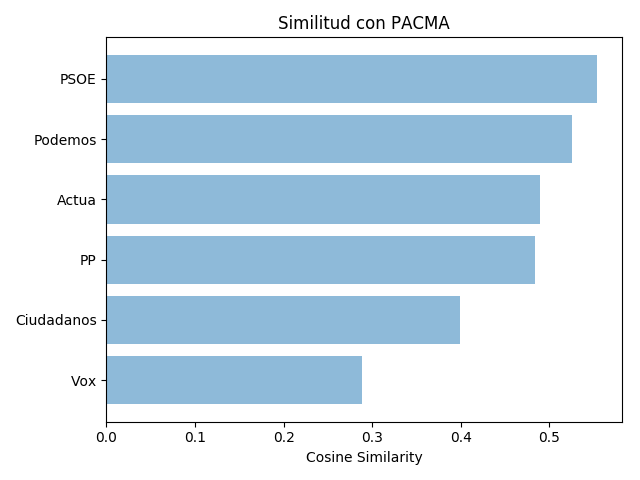 Similitud con PACMA
PSOE
Podemos
Actua
PP
Ciudadanos
Vox
0.0 0.1 0.2 0.3 0.4 0.5
Cosine Similarity